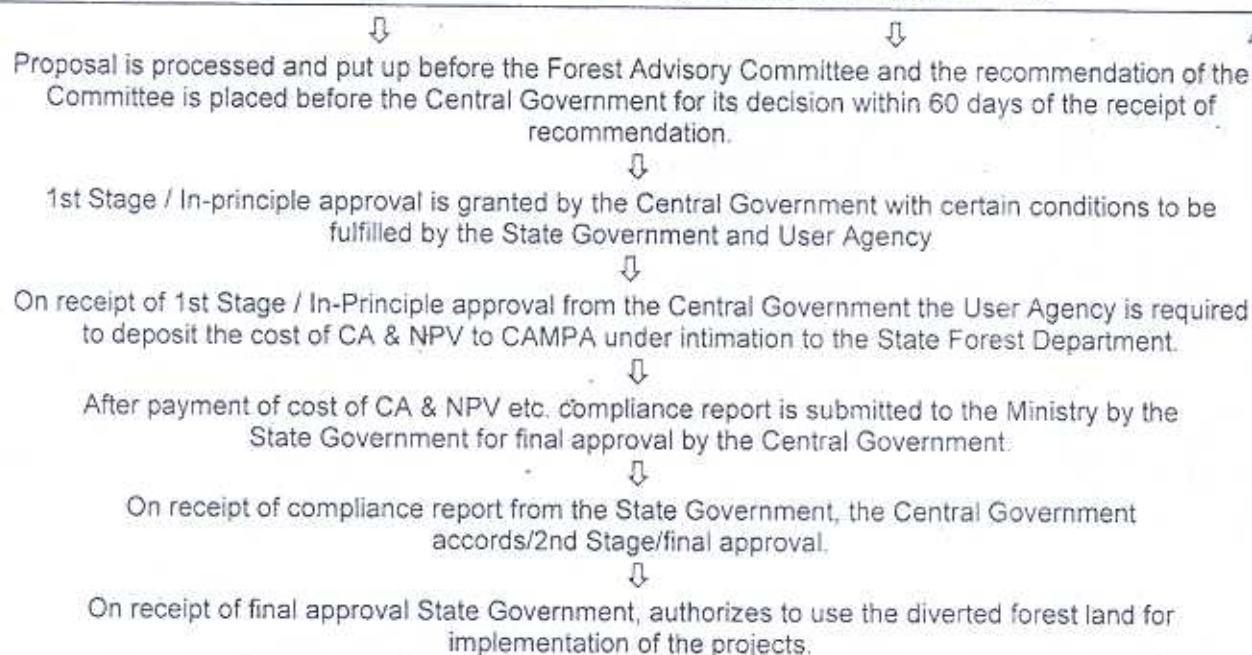 Proposal is processed and put up before the Forest Advisory Committee and the recommendation of the
Committee is placed before the Central Government for its decision within 60 days of the receipt of
recommendation.
1st Stage / In-principle approval is granted by the Central Government with certain conditions to be
fulfilled by the State Government and User Agency
On receipt of 1st Stage / In-Principle approval from the Central Government the User Agency is required
to deposit the cost of CA & NPV to CAMPA under intimation to the State Forest Department.
After payment of cost of CA & NPV etc. compliance report is submitted to the Ministry by the
State Government for final approval by the Central Government.
On receipt of compliance report from the State Government, the Central Government
accords/2nd Stage/final approval.
On receipt of final approval State Government, authorizes to use the diverted forest land for
implementation of the projects.